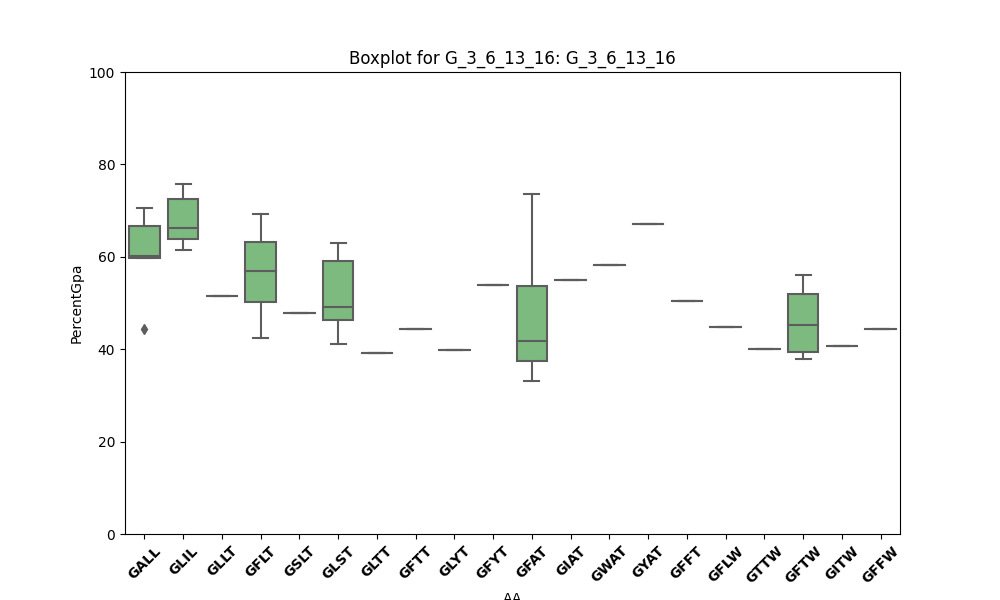 Boxplot for G_3_6_13_16: G_3_6_13_16
PercentGpa
100
80
60
40
20
0
GALL GLIL GLLT GFLT GSLT GLST GLTT GFTT GLYT GFYT GFAT GIAT GWAT GYAT GFFT GFLW GTTW GFTW GITW GFFW
AA